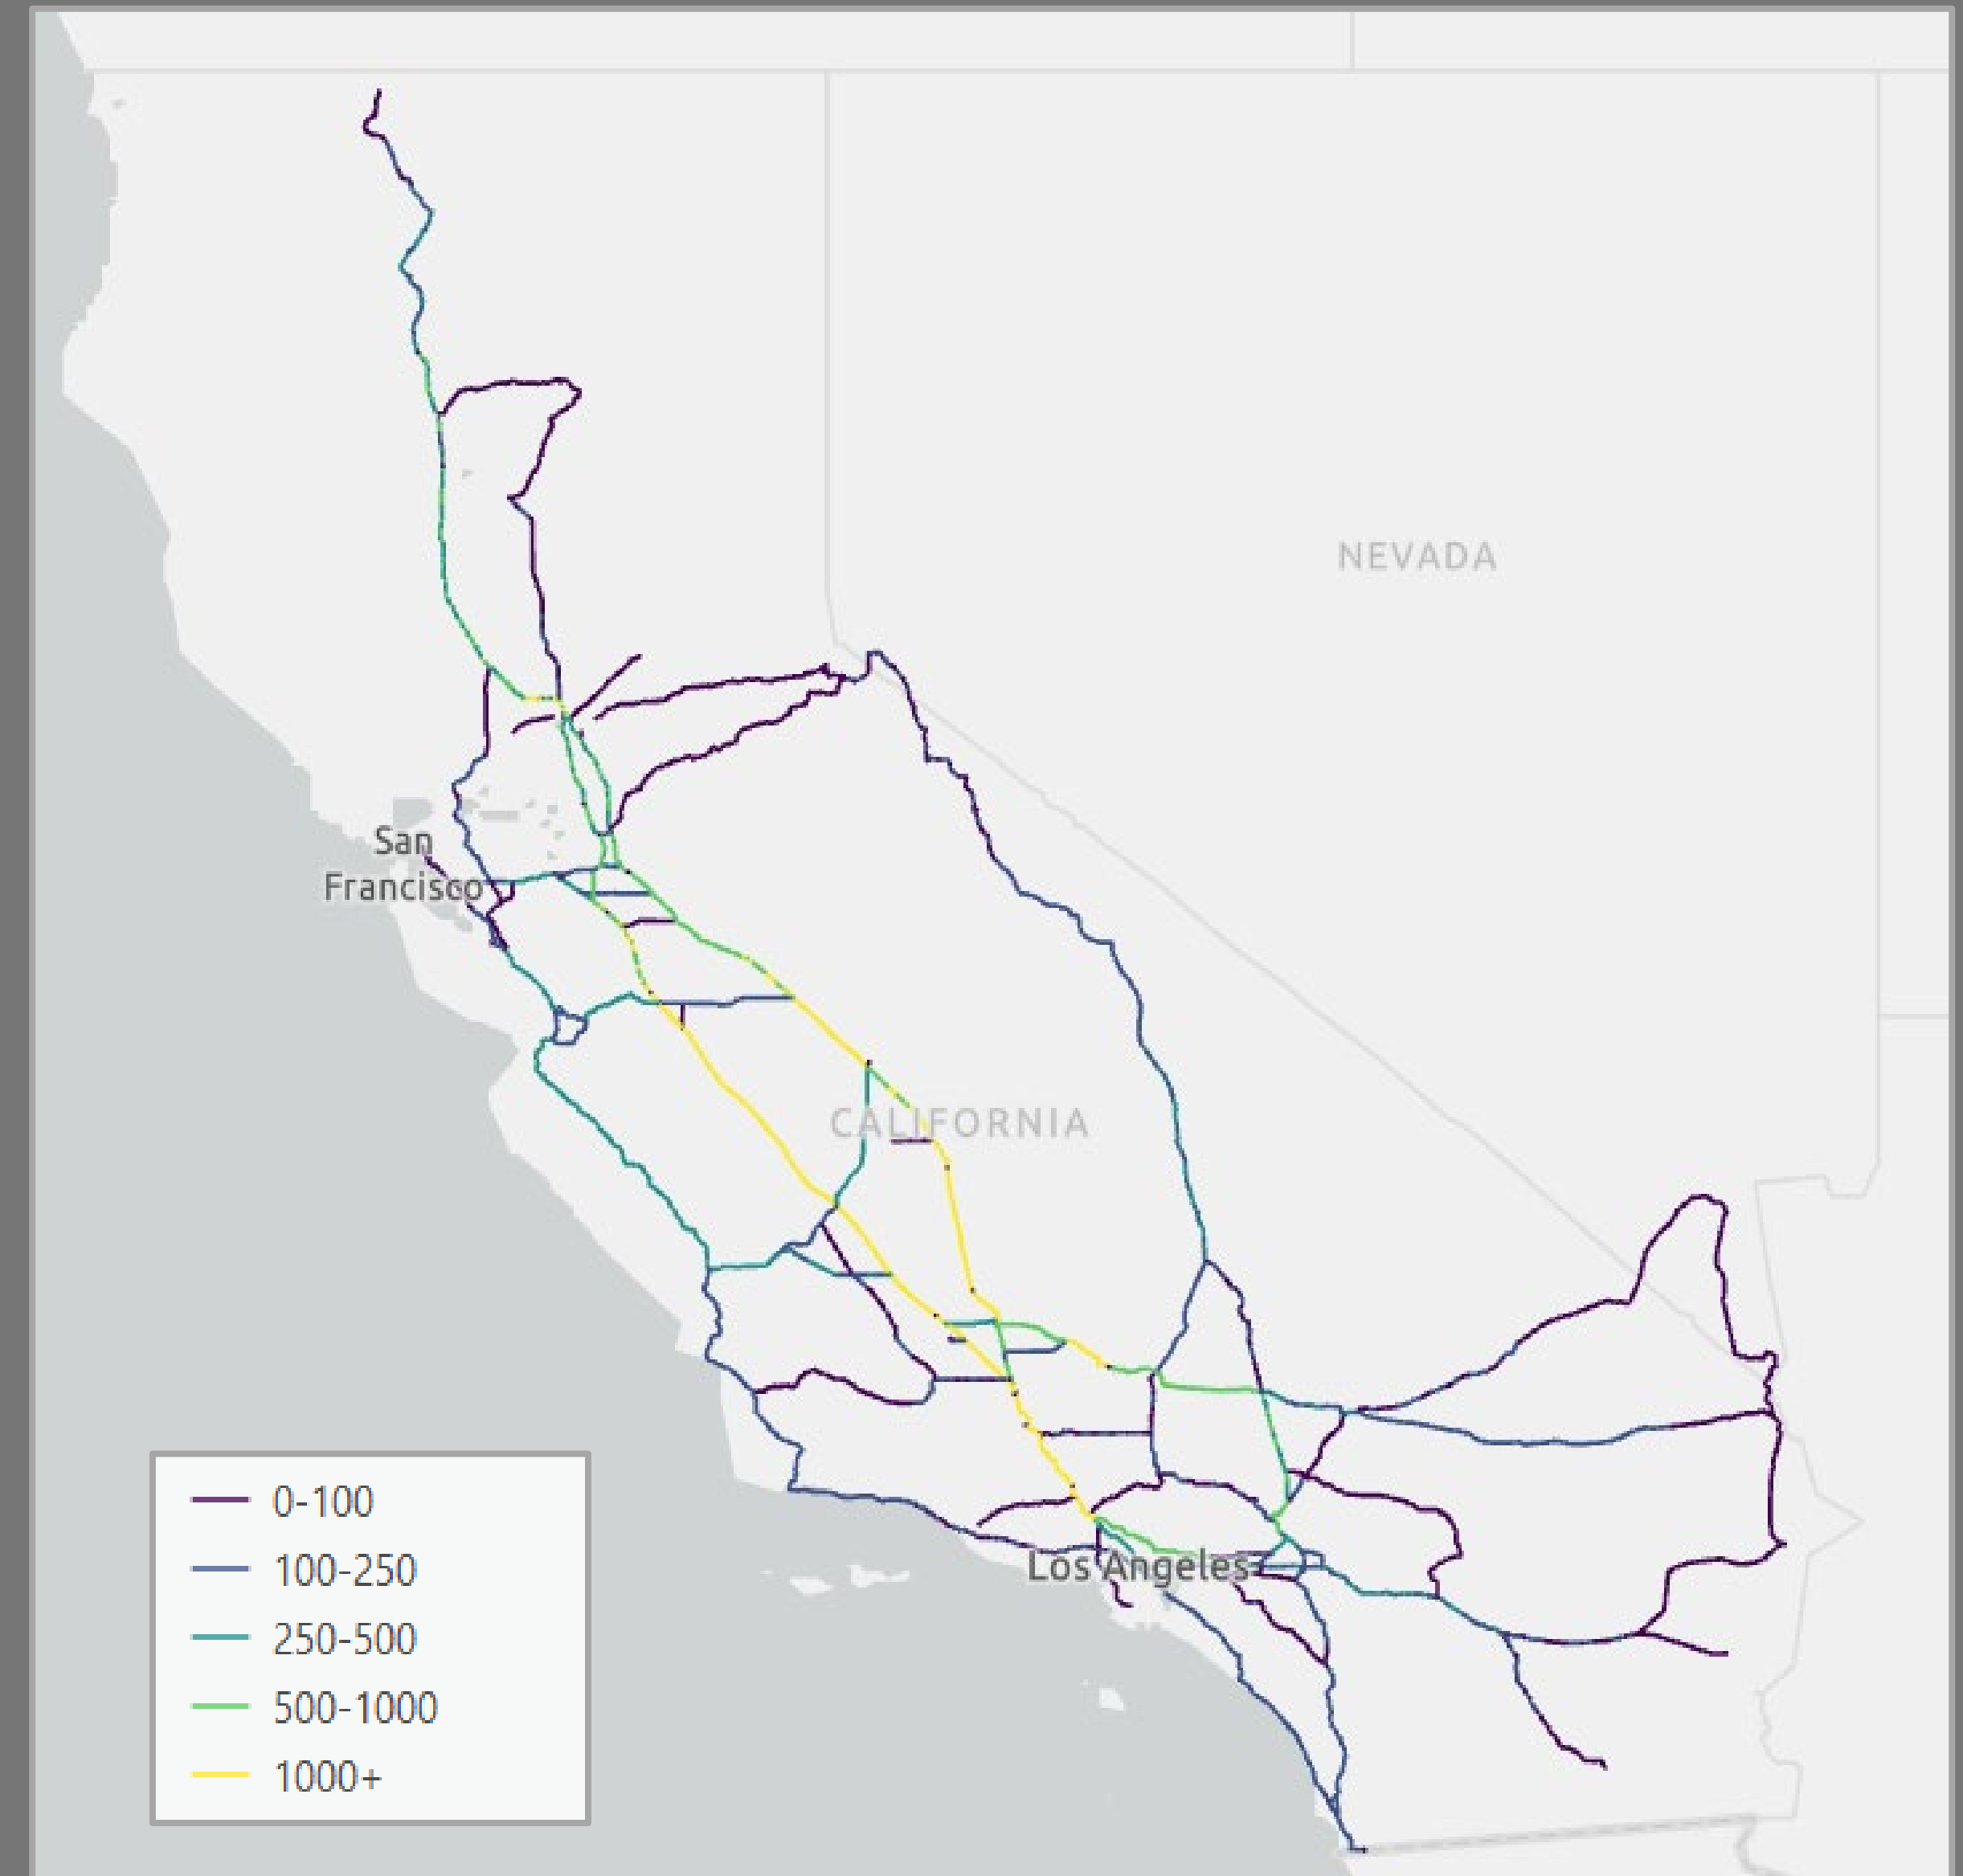 NEVADA
San
Francisco
CALIFORNIA
Los Angeles
0-100
100-250
250-500
500-1000
1000+